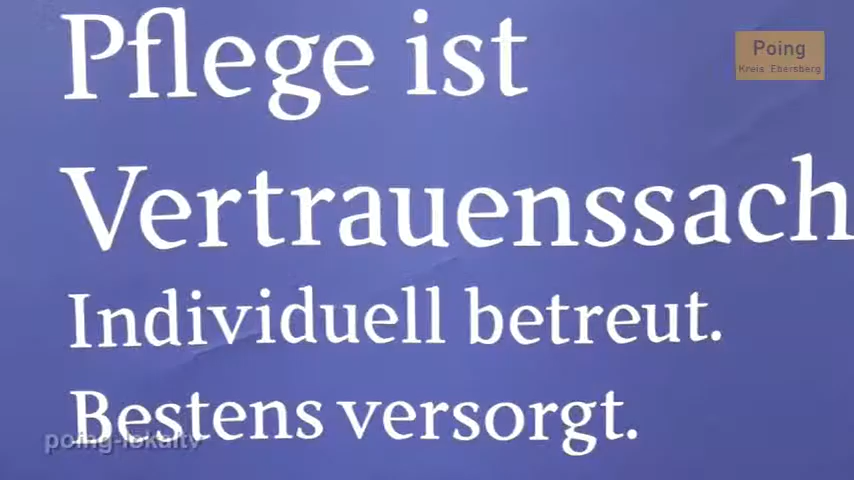 Pflege ist
Poing
Kreis Ebersberg
Vertrauenssach
Individuell betreut.
Bestens versorgt.
poing-lokaltv